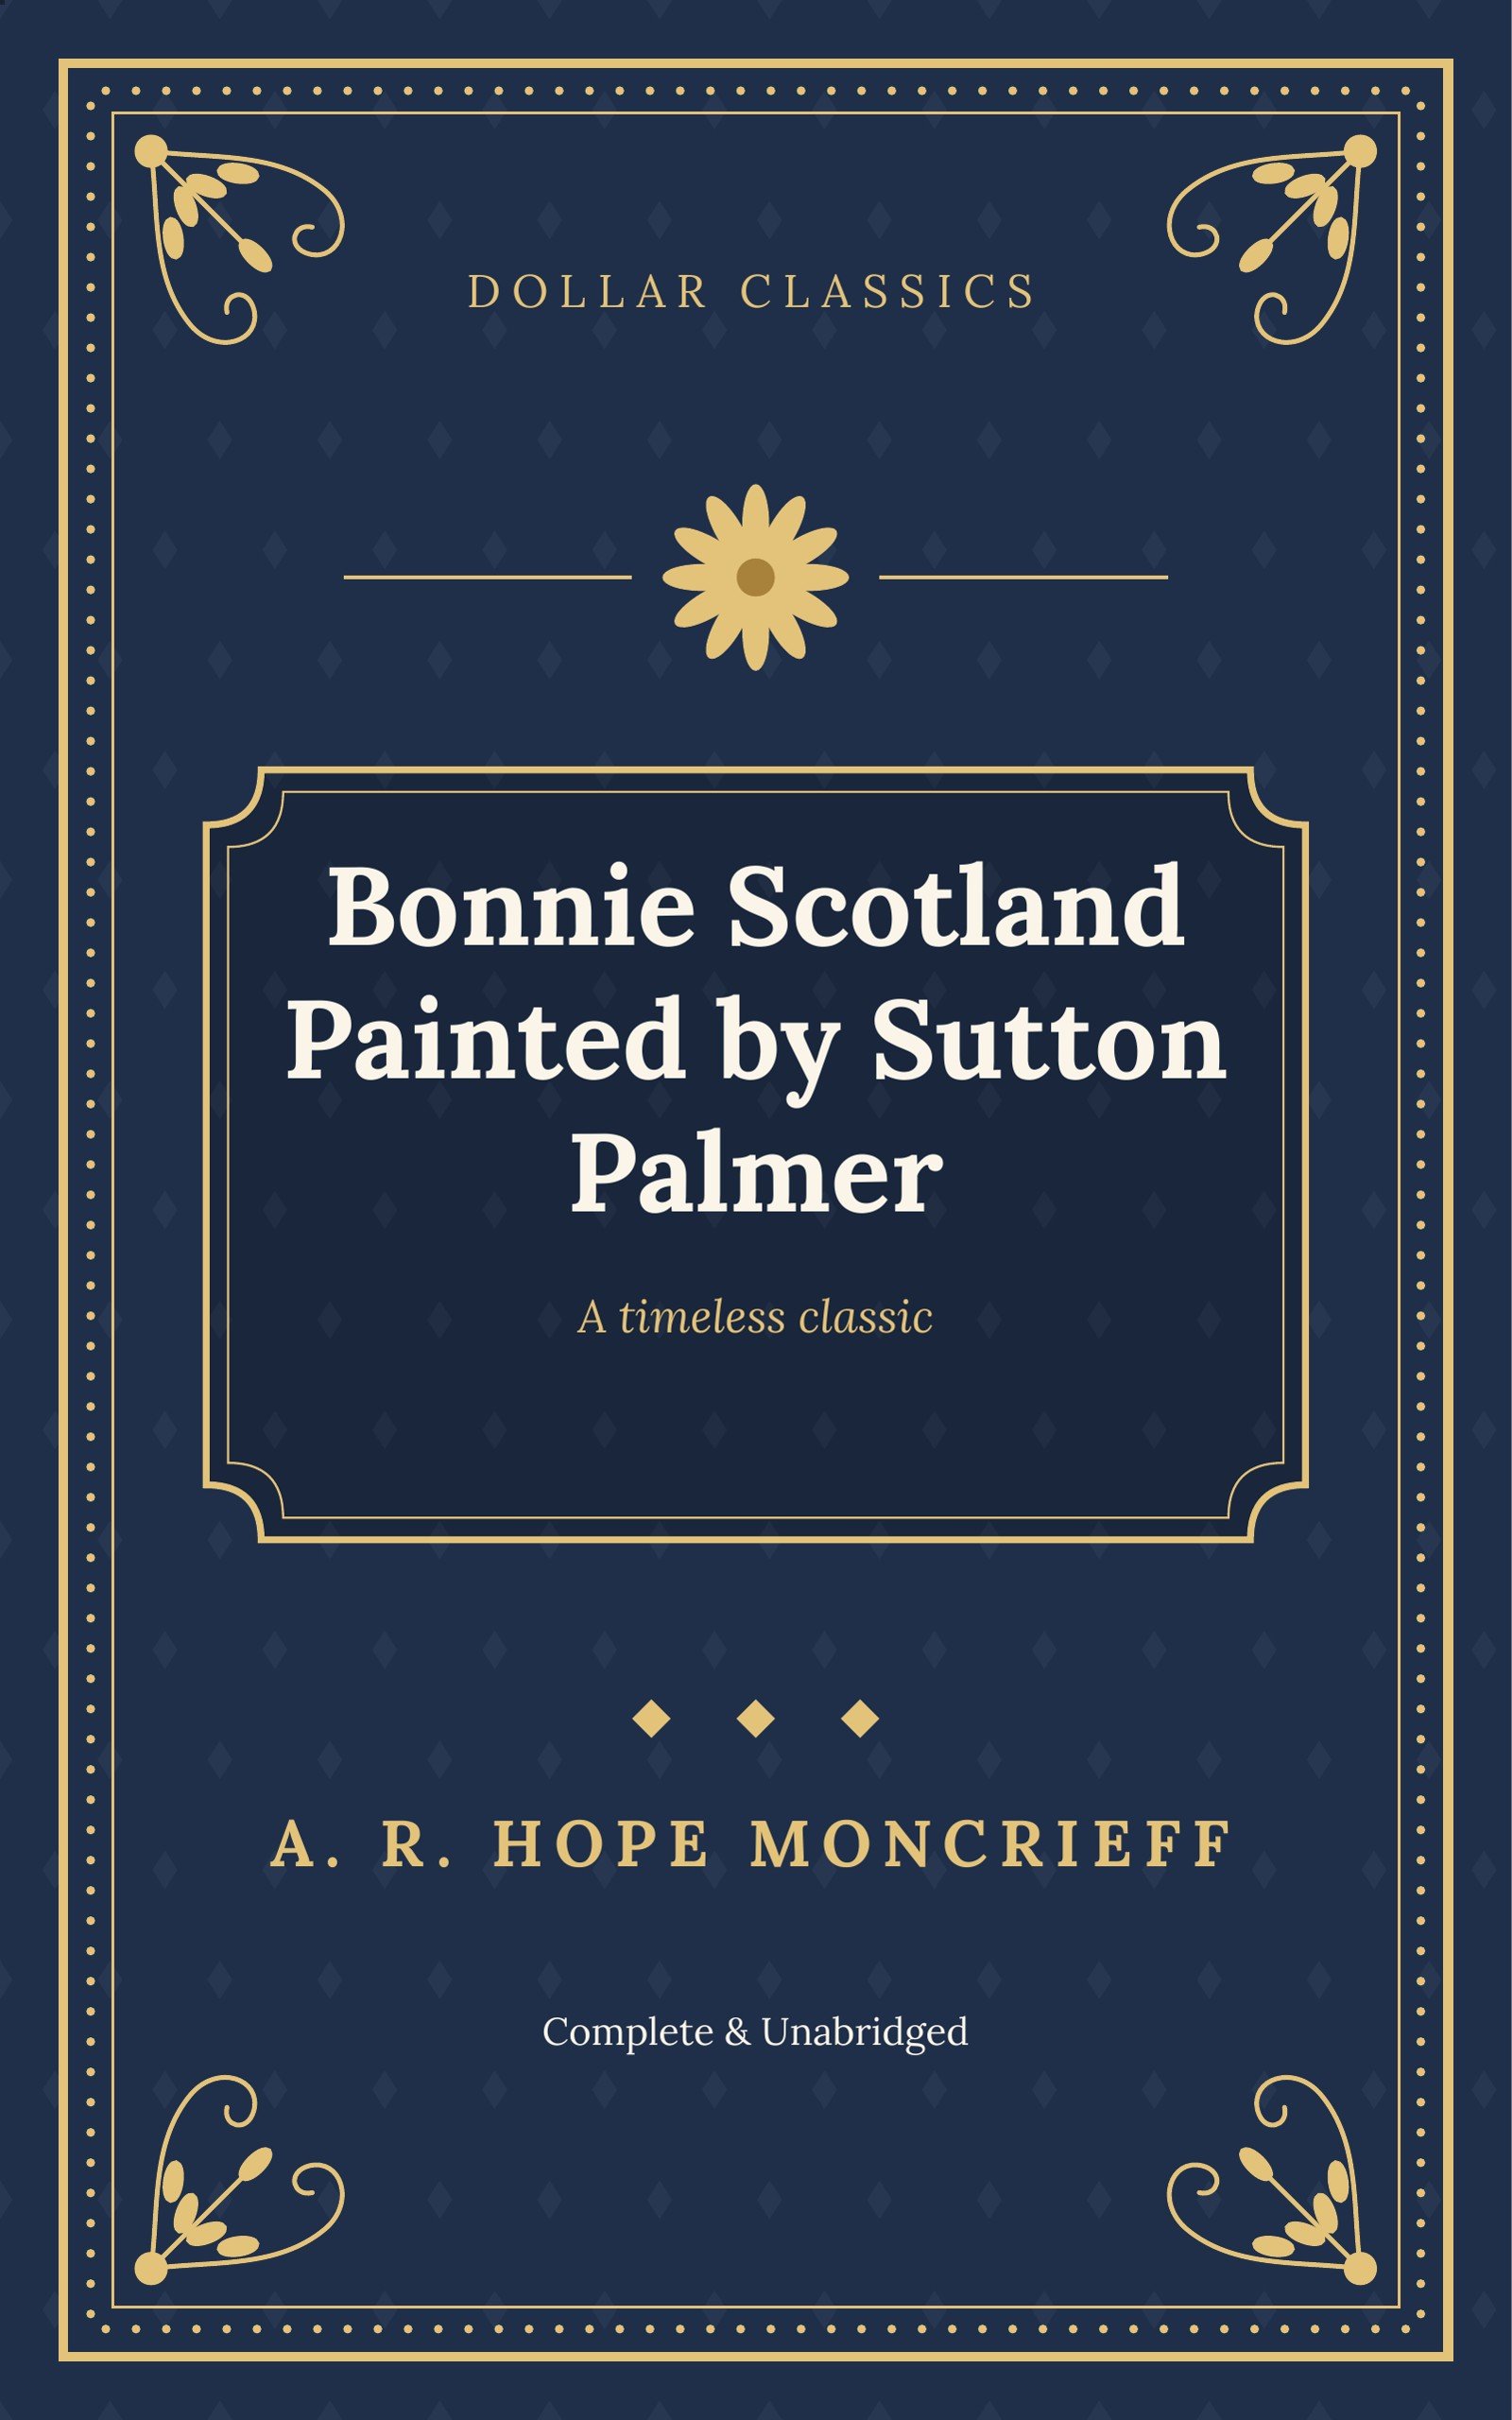 DOLLAR CLASSICS
Bonnie Scotland
Painted by Sutton
Palmer
A timeless classic
A. R. HOPE MONCRIEFF
Complete & Unabridged